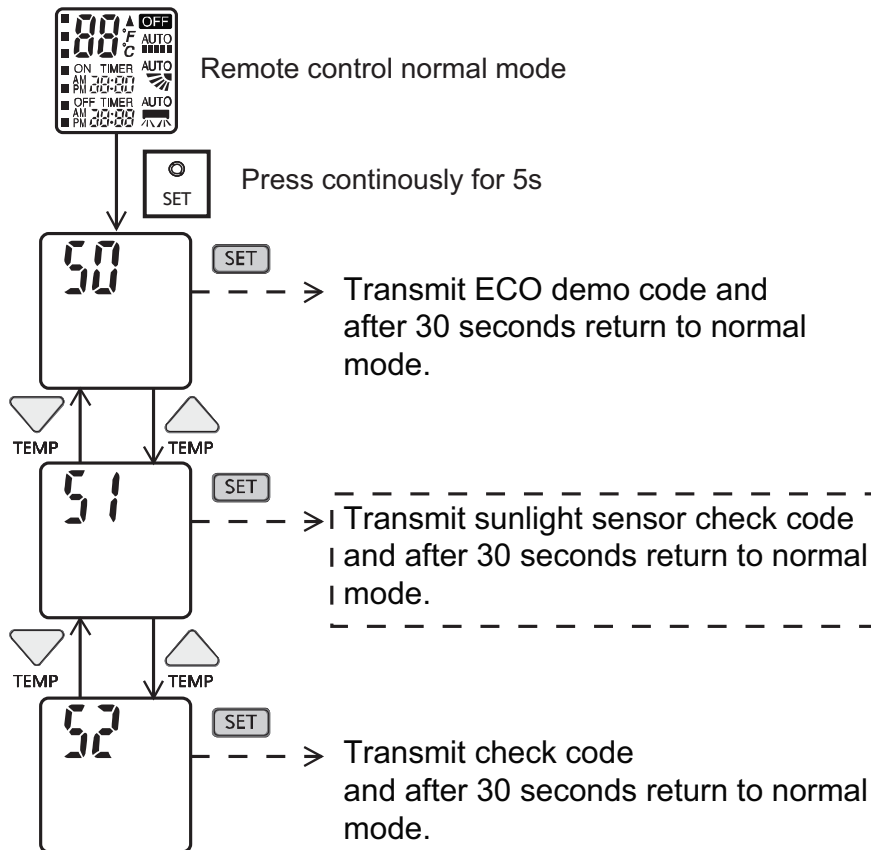 88 °F °C OFF
AUTO
ON TIMER AUTO
AM PM 88:88
OFF TIMER AUTO
AM PM 88:88
Remote control normal mode
SET
Press continously for 5s
S0
SET
Transmit ECO demo code and
after 30 seconds return to normal
mode.
TEMP TEMP
S1
SET
Transmit sunlight sensor check code
and after 30 seconds return to normal
mode.
TEMP TEMP
S2
SET
Transmit check code
and after 30 seconds return to normal
mode.